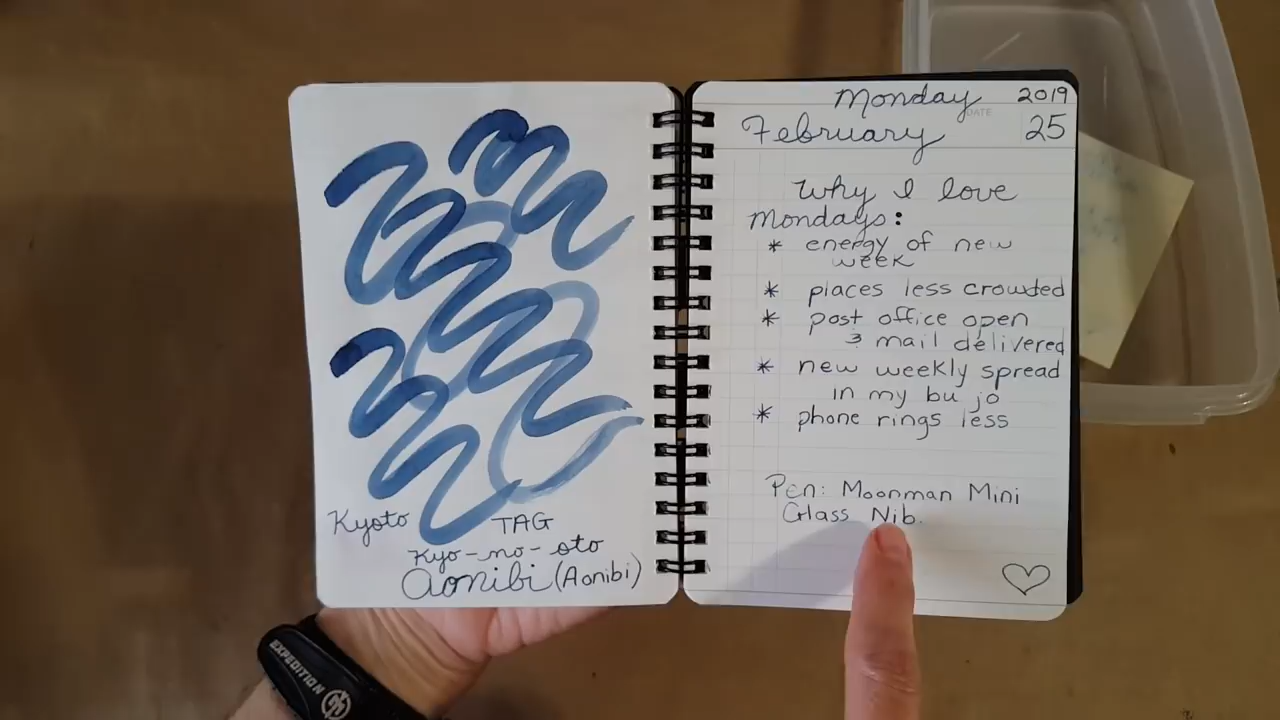 Kyoto
TAG
Kyo-no-oto
Aonibi (Aonibi)
Monday 2019
DATE
February 25
Why I love
Mondays:
* energy of new
week
* places less crowded
* post office open
& mail delivered
* new weekly spread
in my bu jo
* phone rings less
Pen: Moonman Mini
Glass Nib.
EXPEDITION